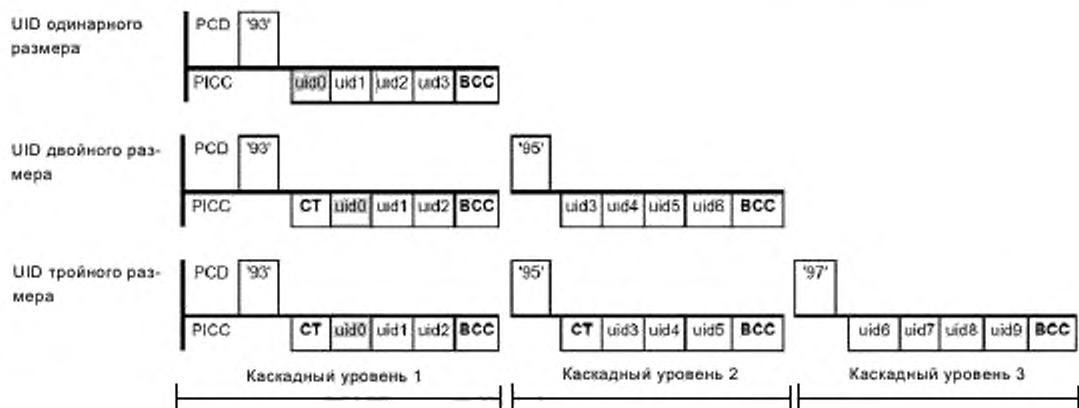 UID одинарного размера
PCD '93'
PICC uid0 uid1 uid2 uid3 BCC
UID двойного раз-
мера
PCD '93' '95'
PICC CT uid0 uid1 uid2 BCC uid3 uid4 uid5 uid6 BCC
UID тройного раз-
мера
PCD '93' '95' '97'
PICC CT uid0 uid1 uid2 BCC CT uid3 uid4 uid5 BCC uid6 uid7 uid8 uid9 BCC
Каскадный уровень 1 Каскадный уровень 2 Каскадный уровень 3